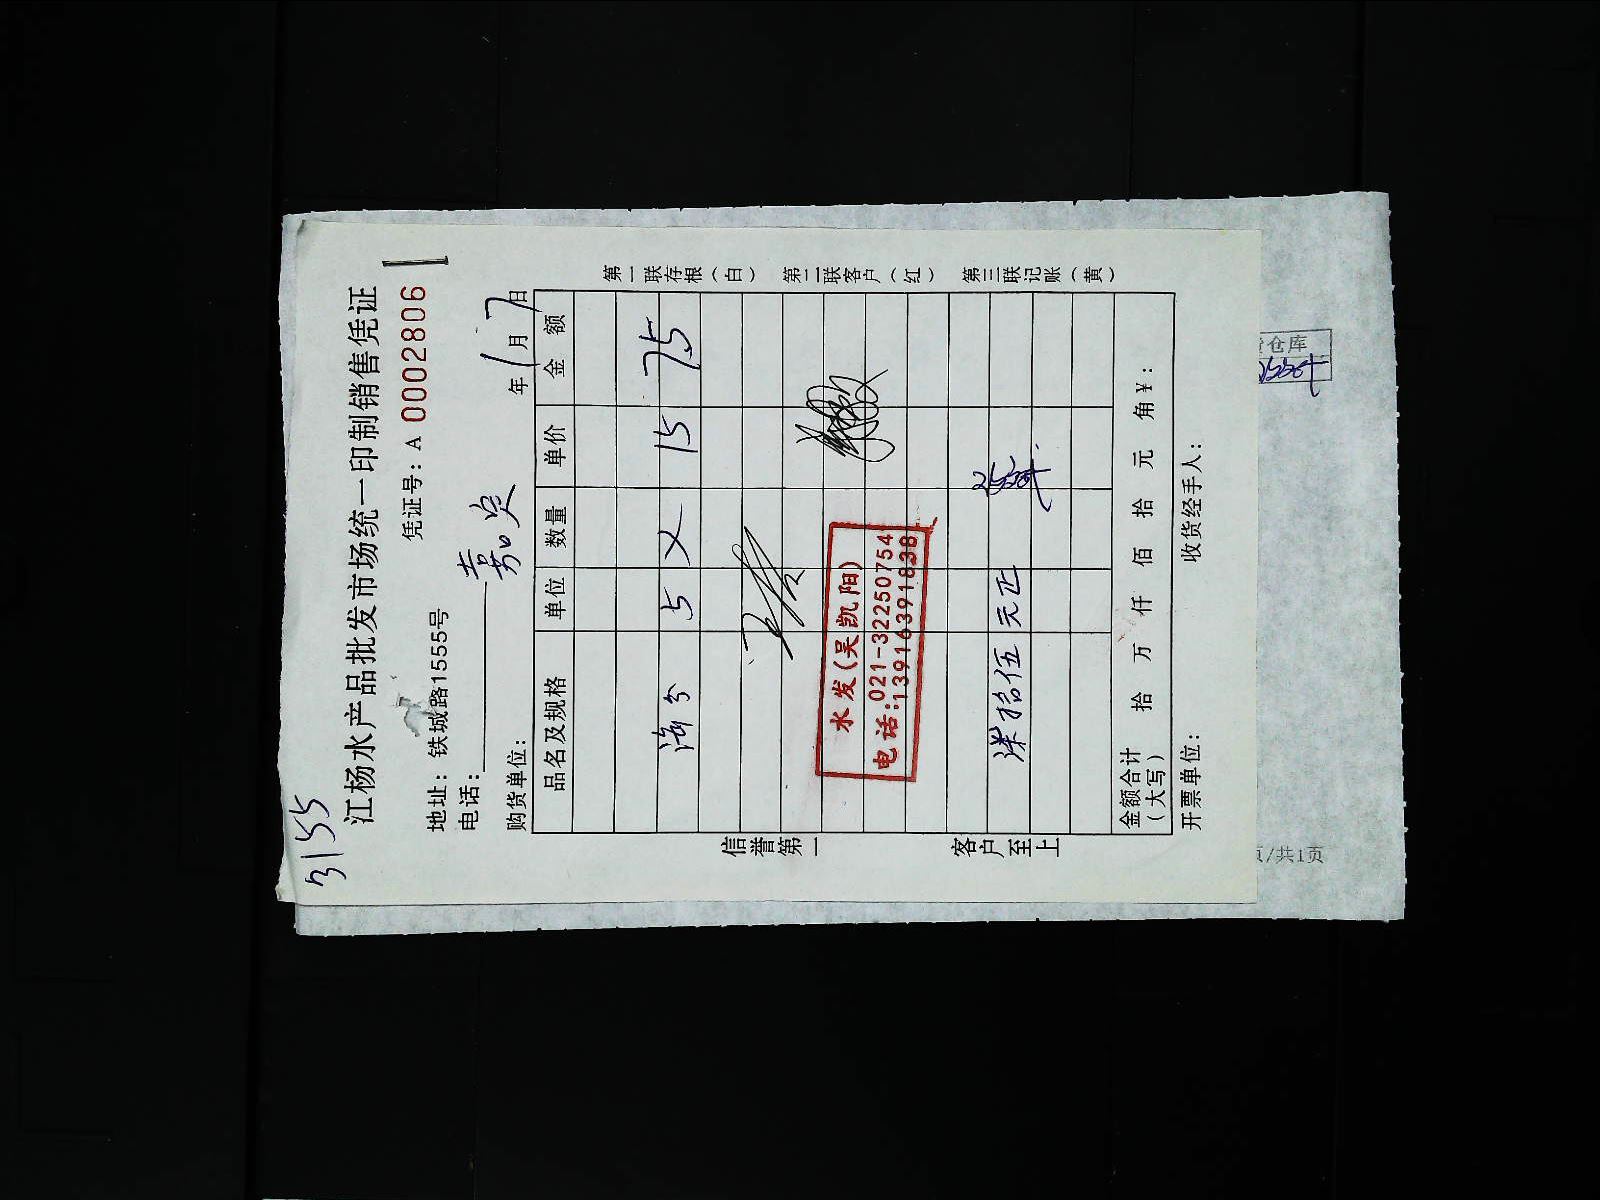 3155
江杨水产品批发市场统一印制销售凭证
凭证号：A 0002806
地址：铁城路1555号
电话： 嘉定
购货单位： 年 1 月 7 日
品名及规格 单位 数量 单价 金额
5 15 75
水发(吴凯阳)
电话:021-32250754
13916391838
柒拾伍元正
金额合计 拾 万 仟 佰 拾 元 角 ¥：
（大写）
开票单位： 收货经手人：
信誉第一
客户至上
第一联存根（白）
第二联客户（红）
第三联记账（黄）
仓库
页/共1页